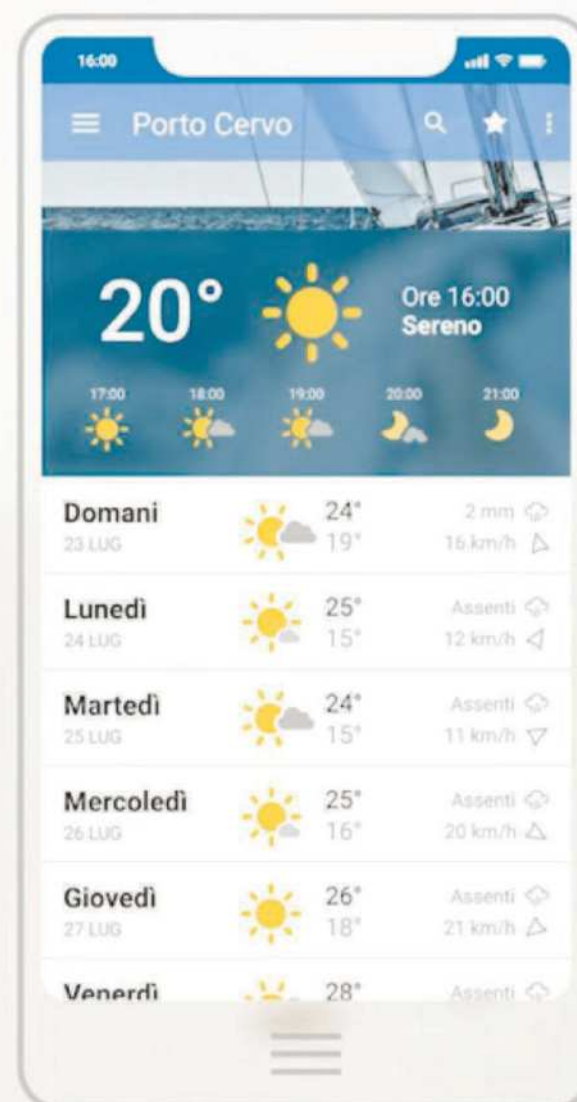 16:00
Porto Cervo
20°
Ore 16:00
Sereno
17:00 18:00 19:00 20:00 21:00
Domani 24° 2 mm
23 LUG 19° 16 km/h
Lunedì 25° Assenti
24 LUG 15° 12 km/h
Martedì 24° Assenti
25 LUG 15° 11 km/h
Mercoledì 25° Assenti
26 LUG 16° 20 km/h
Giovedì 26° Assenti
27 LUG 18° 21 km/h
Venerdì 28° Assenti